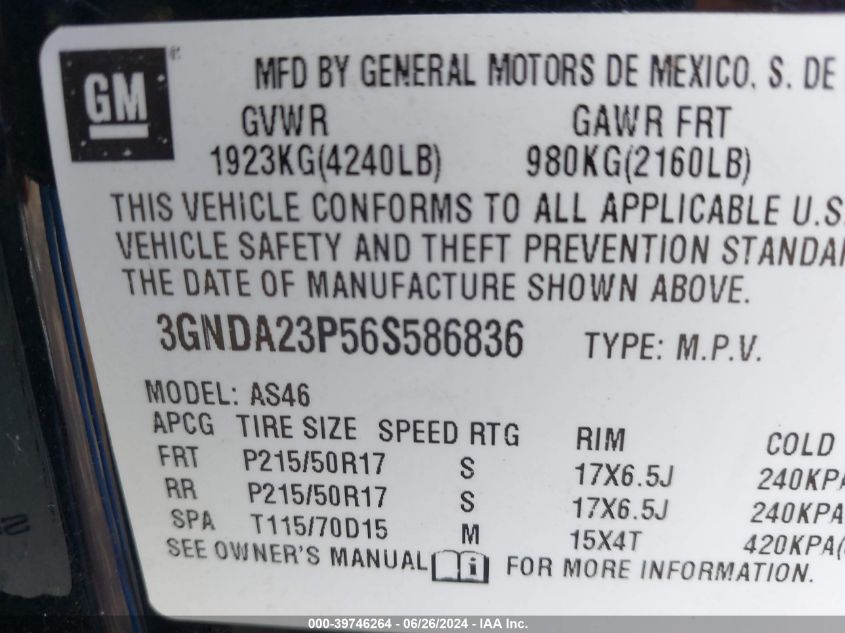 GM
MFD BY GENERAL MOTORS DE MEXICO, S. DE
GVWR GAWR FRT
1923KG(4240LB) 980KG(2160LB)
THIS VEHICLE CONFORMS TO ALL APPLICABLE U.S.
VEHICLE SAFETY AND THEFT PREVENTION STANDAR
THE DATE OF MANUFACTURE SHOWN ABOVE.
3GNDA23P56S586836 TYPE: M.P.V.
MODEL: AS46
APCG TIRE SIZE SPEED RTG RIM COLD
FRT P215/50R17 S 17X6.5J 240KPA
RR P215/50R17 S 17X6.5J 240KPA
SPA T115/70D15 M 15X4T 420KPA(
SEE OWNER'S MANUAL i FOR MORE INFORMATION.
000-39746264 - 06/26/2024 - IAA Inc.